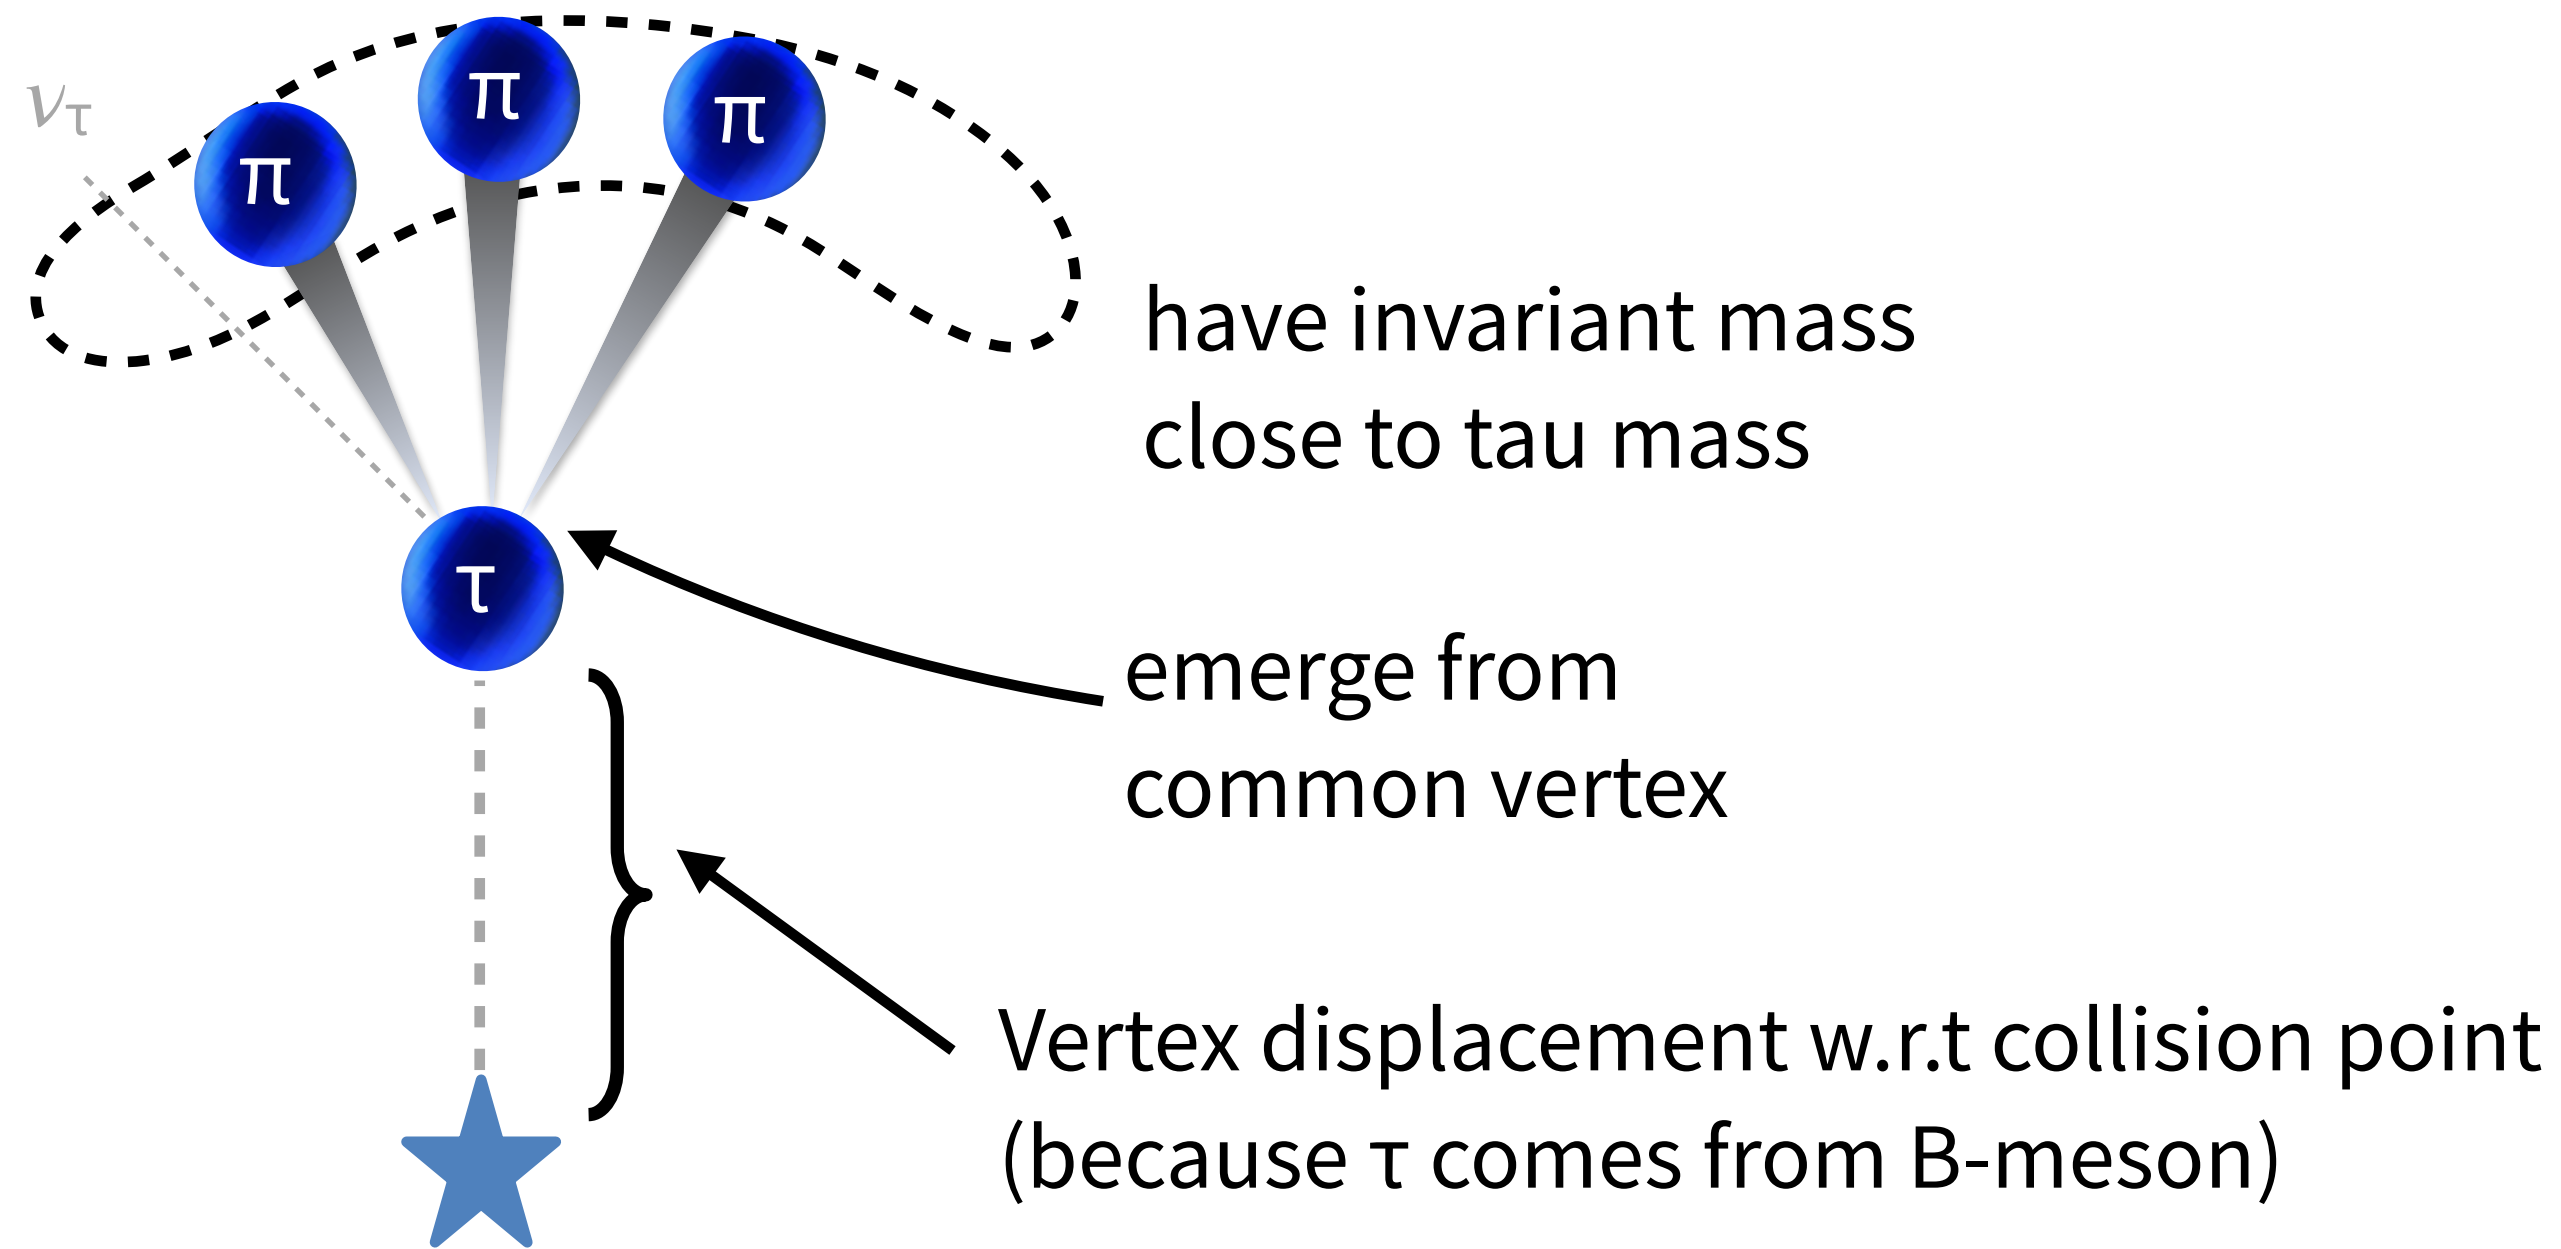 π
π
π
ντ
have invariant mass
close to tau mass
τ
emerge from
common vertex
Vertex displacement w.r.t collision point
(because τ comes from B-meson)